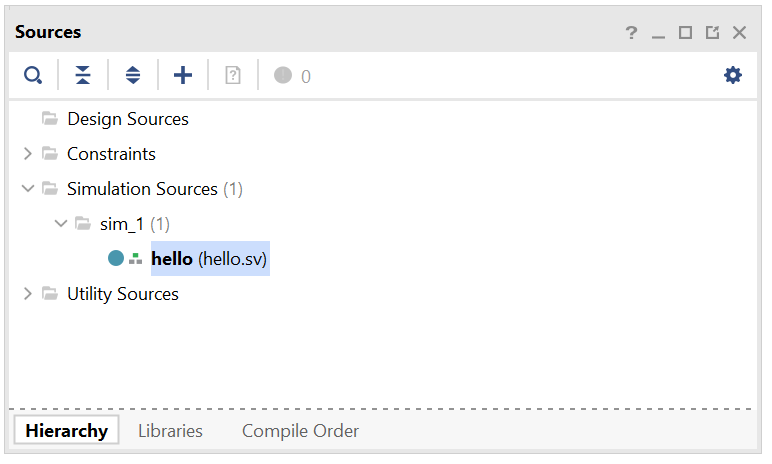 Sources
0
Design Sources
Constraints
Simulation Sources (1)
sim_1 (1)
hello (hello.sv)
Utility Sources
Hierarchy Libraries Compile Order